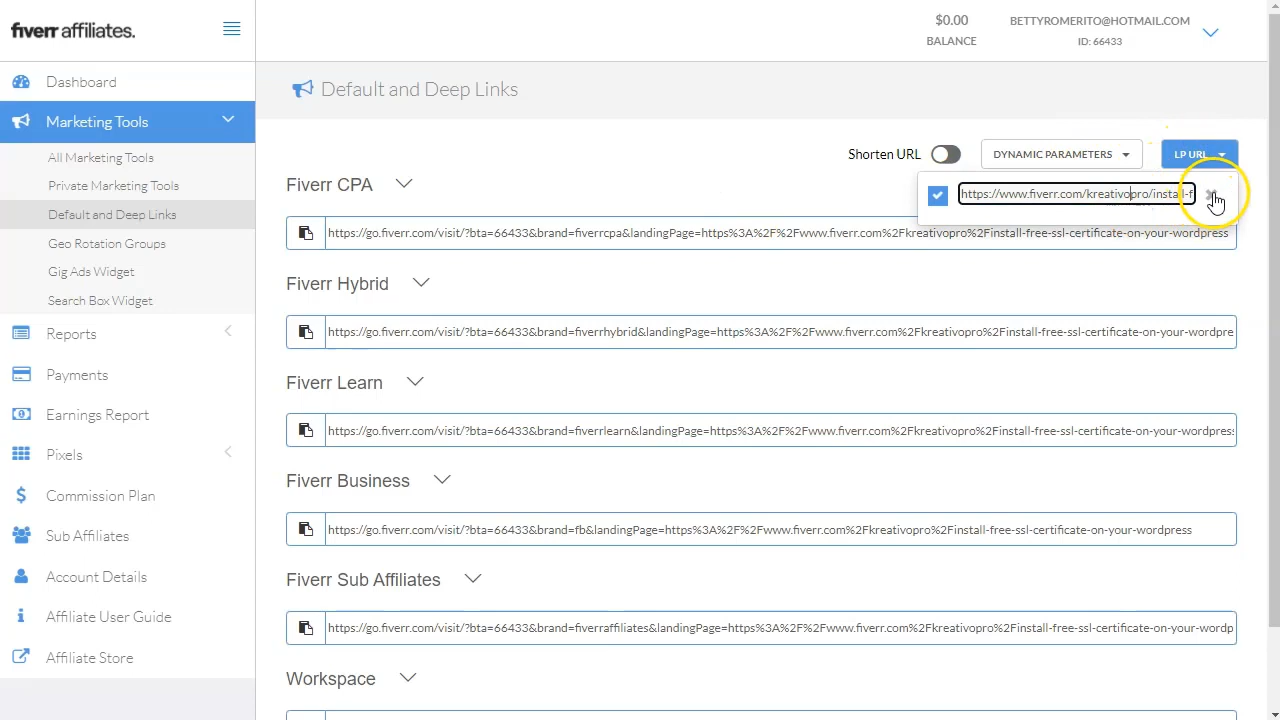 fiverr affiliates.
$0.00
BALANCE
BETTYROMERITO@HOTMAIL.COM
ID: 66433
Dashboard
Marketing Tools
All Marketing Tools
Private Marketing Tools
Default and Deep Links
Geo Rotation Groups
Gig Ads Widget
Search Box Widget
Reports
Payments
Earnings Report
Pixels
Commission Plan
Sub Affiliates
Account Details
Affiliate User Guide
Affiliate Store
Default and Deep Links
Shorten URL
DYNAMIC PARAMETERS
LP URL
https://www.fiverr.com/kreativopro/install-f
Fiverr CPA
https://go.fiverr.com/visit/?bta=66433&brand=fiverrcpa&landingPage=https%3A%2F%2Fwww.fiverr.com%2Fkreativopro%2Finstall-free-ssl-certificate-on-your-wordpress
Fiverr Hybrid
https://go.fiverr.com/visit/?bta=66433&brand=fiverrhybrid&landingPage=https%3A%2F%2Fwww.fiverr.com%2Fkreativopro%2Finstall-free-ssl-certificate-on-your-wordpre
Fiverr Learn
https://go.fiverr.com/visit/?bta=66433&brand=fiverrlearn&landingPage=https%3A%2F%2Fwww.fiverr.com%2Fkreativopro%2Finstall-free-ssl-certificate-on-your-wordpress
Fiverr Business
https://go.fiverr.com/visit/?bta=66433&brand=fb&landingPage=https%3A%2F%2Fwww.fiverr.com%2Fkreativopro%2Finstall-free-ssl-certificate-on-your-wordpress
Fiverr Sub Affiliates
https://go.fiverr.com/visit/?bta=66433&brand=fiverraffiliates&landingPage=https%3A%2F%2Fwww.fiverr.com%2Fkreativopro%2Finstall-free-ssl-certificate-on-your-wordp
Workspace